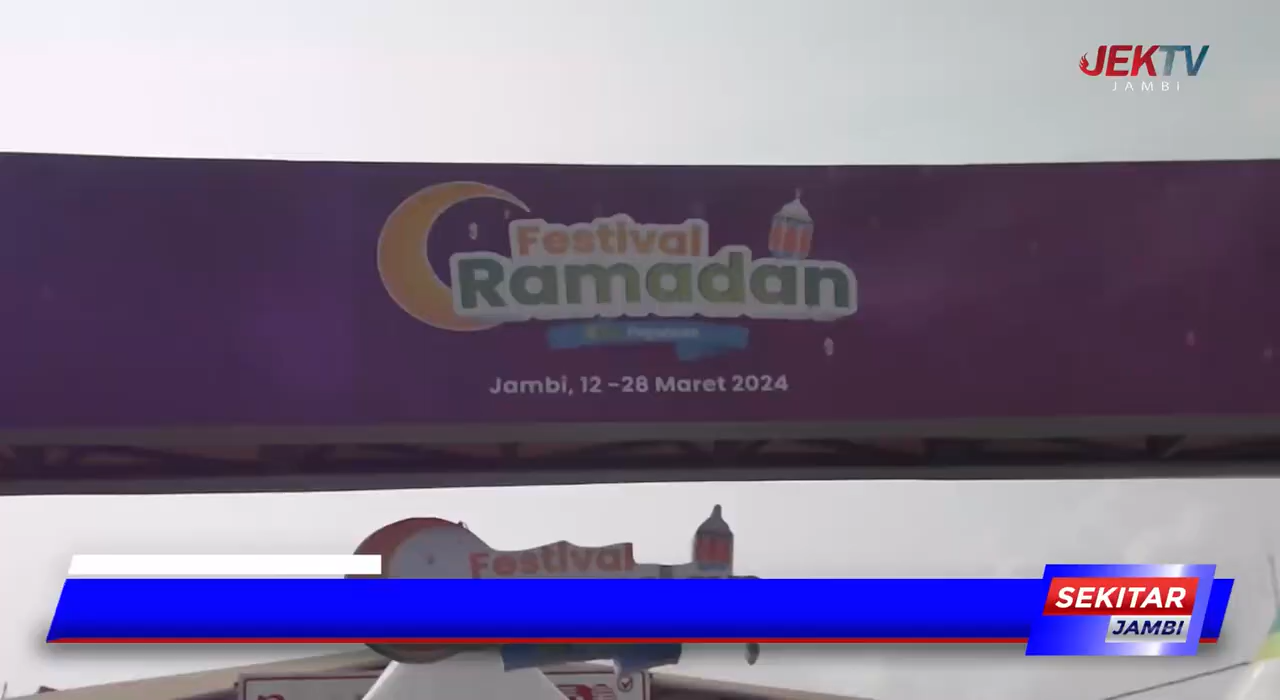 JEKTV
JAMBI
Festival
Ramadan
Jambi, 12 -28 Maret 2024
Festival
SEKITAR
JAMBI